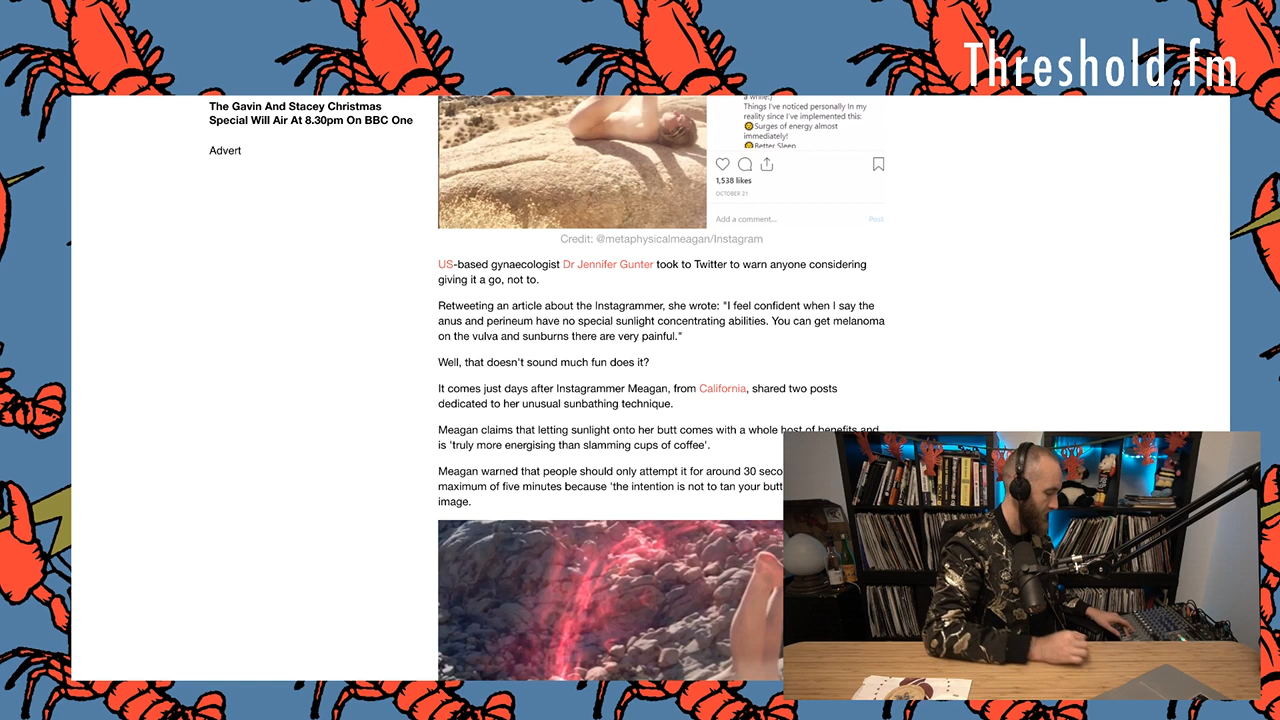 Threshold.fm
The Gavin And Stacey Christmas
Special Will Air At 8.30pm On BBC One
Advert
a while!)
Things I've noticed personally In my
reality since I've implemented this:
Surges of energy almost
immediately!
Better Sleep
1,538 likes
OCTOBER 21
Add a comment...
Post
Credit: @metaphysicalmeagan/Instagram
US-based gynaecologist Dr Jennifer Gunter took to Twitter to warn anyone considering
giving it a go, not to.
Retweeting an article about the Instagrammer, she wrote: "I feel confident when I say the
anus and perineum have no special sunlight concentrating abilities. You can get melanoma
on the vulva and sunburns there are very painful."
Well, that doesn't sound much fun does it?
It comes just days after Instagrammer Meagan, from California, shared two posts
dedicated to her unusual sunbathing technique.
Meagan claims that letting sunlight onto her butt comes with a whole host of benefits and
is 'truly more energising than slamming cups of coffee'.
Meagan warned that people should only attempt it for around 30 seco
maximum of five minutes because 'the intention is not to tan your butt
image.